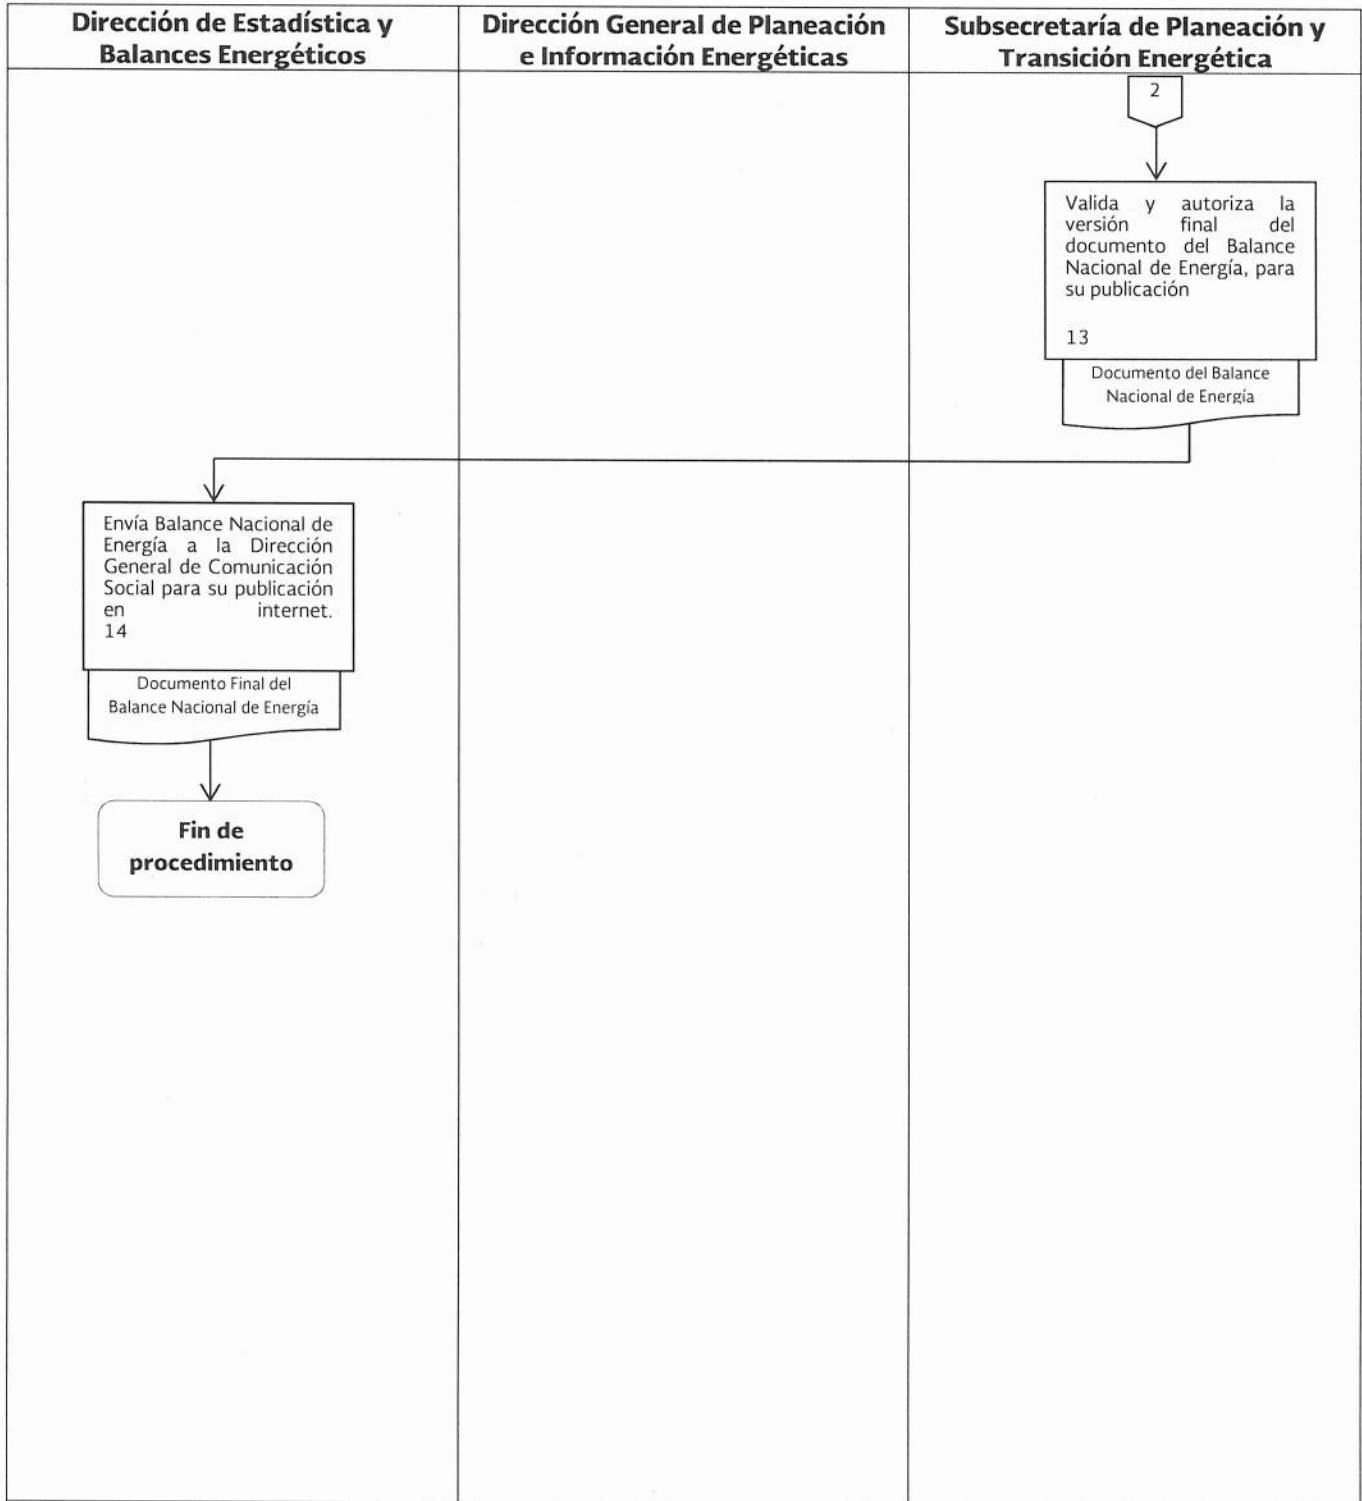 Dirección de Estadística y
Balances Energéticos
Dirección General de Planeación
e Información Energéticas
Subsecretaría de Planeación y
Transición Energética
2
Valida y autoriza la
versión final del
documento del Balance
Nacional de Energía, para
su publicación
13
Documento del Balance
Nacional de Energía
Envía Balance Nacional de
Energía a la Dirección
General de Comunicación
Social para su publicación
en internet.
14
Documento Final del
Balance Nacional de Energía
Fin de
procedimiento